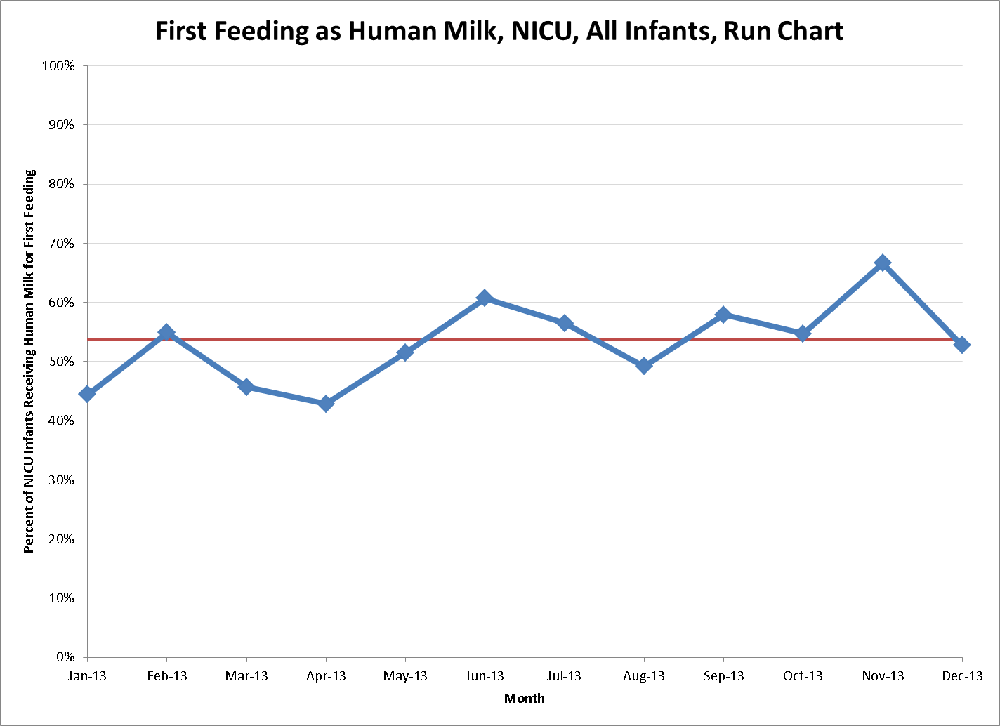 First Feeding as Human Milk, NICU, All Infants, Run Chart
Percent of NICU Infants Receiving Human Milk for First Feeding
100%
90%
80%
70%
60%
50%
40%
30%
20%
10%
0%
Jan-13 Feb-13 Mar-13 Apr-13 May-13 Jun-13 Jul-13 Aug-13 Sep-13 Oct-13 Nov-13 Dec-13
Month